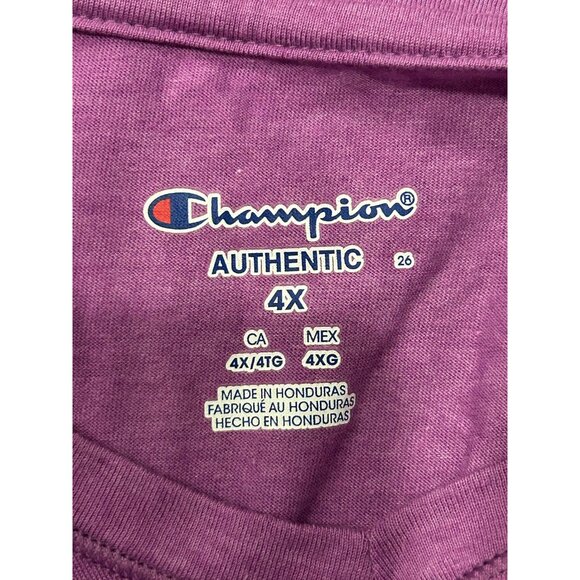 Champion®
AUTHENTIC 26
4X
CA MEX
4X/4TG 4XG
MADE IN HONDURAS
FABRIQUÉ AU HONDURAS
HECHO EN HONDURAS